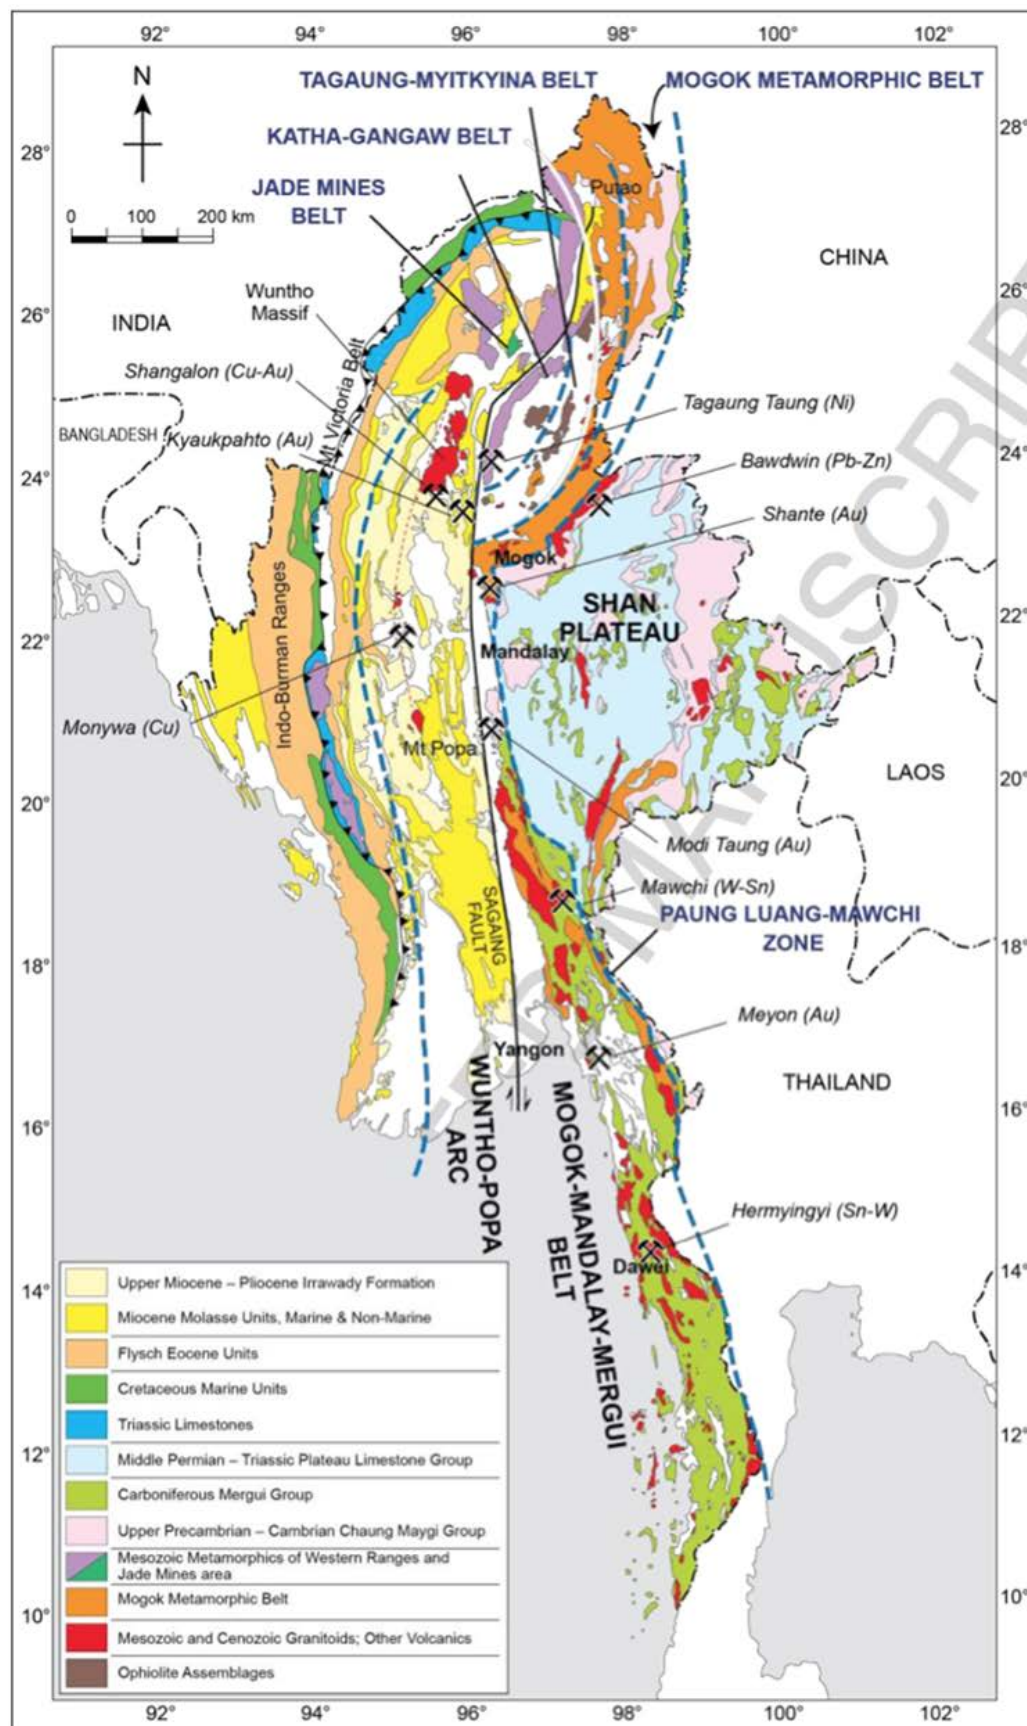 92° 94° 96° 98° 100° 102°
TAGAUNG-MYITKYINA BELT
MOGOK METAMORPHIC BELT
N
KATHA-GANGAW BELT
28°
28°
JADE MINES
BELT
Putao
0 100 200 km
CHINA
Wuntho
Massif
26°
26°
INDIA
Mt Victoria Belt
Shangalon (Cu-Au)
Tagaung Taung (Ni)
BANGLADESH
Kyaukpahto (Au)
24°
24°
Bawdwin (Pb-Zn)
Shante (Au)
Mogok
SHAN
PLATEAU
22°
22°
Mandalay
Indo-Burman Ranges
Monywa (Cu)
Mt Popa
LAOS
20°
20°
Modi Taung (Au)
Mawchi (W-Sn)
SAGAING
FAULT
PAUNG LUANG-MAWCHI
ZONE
18°
18°
Meyon (Au)
Yangon
THAILAND
16°
16°
WUNTHO-POPA
ARC
MOGOK-MANDALAY-MERGUI
BELT
Hermyingyi (Sn-W)
Dawei
14°
14°
Upper Miocene – Pliocene Irrawady Formation
Miocene Molasse Units, Marine & Non-Marine
Flysch Eocene Units
Cretaceous Marine Units
Triassic Limestones
12°
12°
Middle Permian – Triassic Plateau Limestone Group
Carboniferous Mergui Group
Upper Precambrian – Cambrian Chaung Maygi Group
Mesozoic Metamorphics of Western Ranges and
Jade Mines area
10°
10°
Mogok Metamorphic Belt
Mesozoic and Cenozoic Granitoids; Other Volcanics
Ophiolite Assemblages
92° 94° 96° 98° 100° 102°